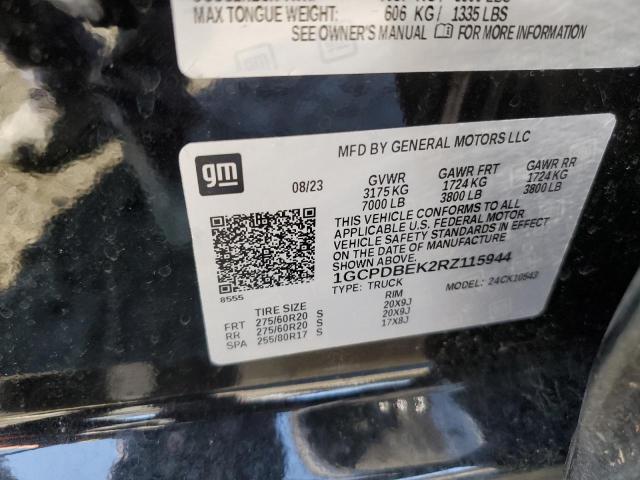 MAX TONGUE WEIGHT: 606 KG/ 1335 LBS
SEE OWNER'S MANUAL FOR MORE INFORMATION
gm
MFD BY GENERAL MOTORS LLC
08/23
GVWR GAWR FRT GAWR RR
3175 KG 1724 KG 1724 KG
7000 LB 3800 LB 3800 LB
THIS VEHICLE CONFORMS TO ALL
APPLICABLE U.S. FEDERAL MOTOR
VEHICLE SAFETY STANDARDS IN EFFECT
ON THE DATE OF MANUFACTURE
SHOWN ABOVE.
1GCPDBEK2RZ115944
TYPE: TRUCK MODEL: 24CK10543
8555
TIRE SIZE RIM
FRT 275/60R20 S 20X9J
RR 275/60R20 S 20X9J
SPA 255/80R17 S 17X8J